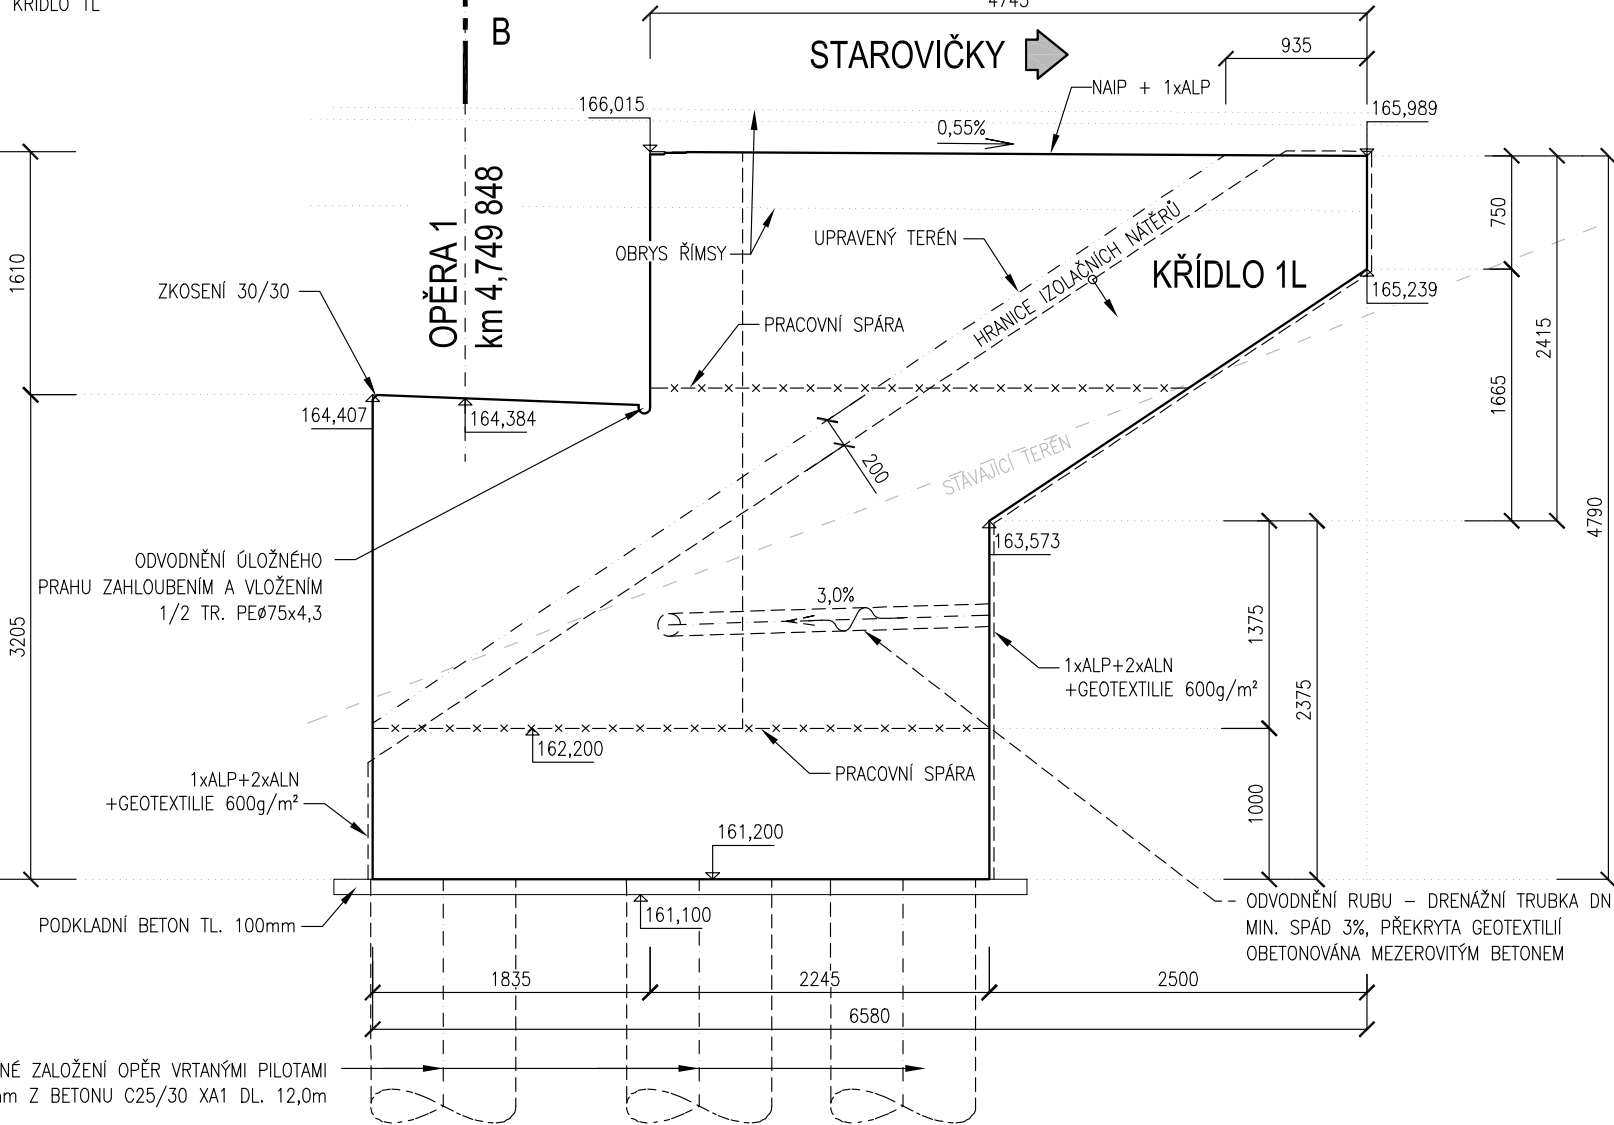 KŘÍDLO 1L
B
4745
STAROVIČKY
935
NAIP + 1xALP
166,015
165,989
0,55%
OPĚRA 1
km 4,749 848
OBRYS ŘÍMSY
UPRAVENÝ TERÉN
HRANICE IZOLAČNÍCH NÁTĚRŮ
KŘÍDLO 1L
750
165,239
1610
ZKOSENÍ 30/30
PRACOVNÍ SPÁRA
2415
1665
164,407
164,384
200
STÁVAJÍCÍ TERÉN
4790
ODVODNĚNÍ ÚLOŽNÉHO
PRAHU ZAHLOUBENÍM A VLOŽENÍM
1/2 TR. PEø75x4,3
163,573
3,0%
3205
1375
1xALP+2xALN
+GEOTEXTILIE 600g/m²
2375
162,200
PRACOVNÍ SPÁRA
1xALP+2xALN
+GEOTEXTILIE 600g/m²
1000
161,200
PODKLADNÍ BETON TL. 100mm
161,100
ODVODNĚNÍ RUBU – DRENÁŽNÍ TRUBKA DN
MIN. SPÁD 3%, PŘEKRYTA GEOTEXTILIÍ
OBETONOVÁNA MEZEROVITÝM BETONEM
1835
2245
2500
6580
NÉ ZALOŽENÍ OPĚR VRTANÝMI PILOTAMI
m Z BETONU C25/30 XA1 DL. 12,0m